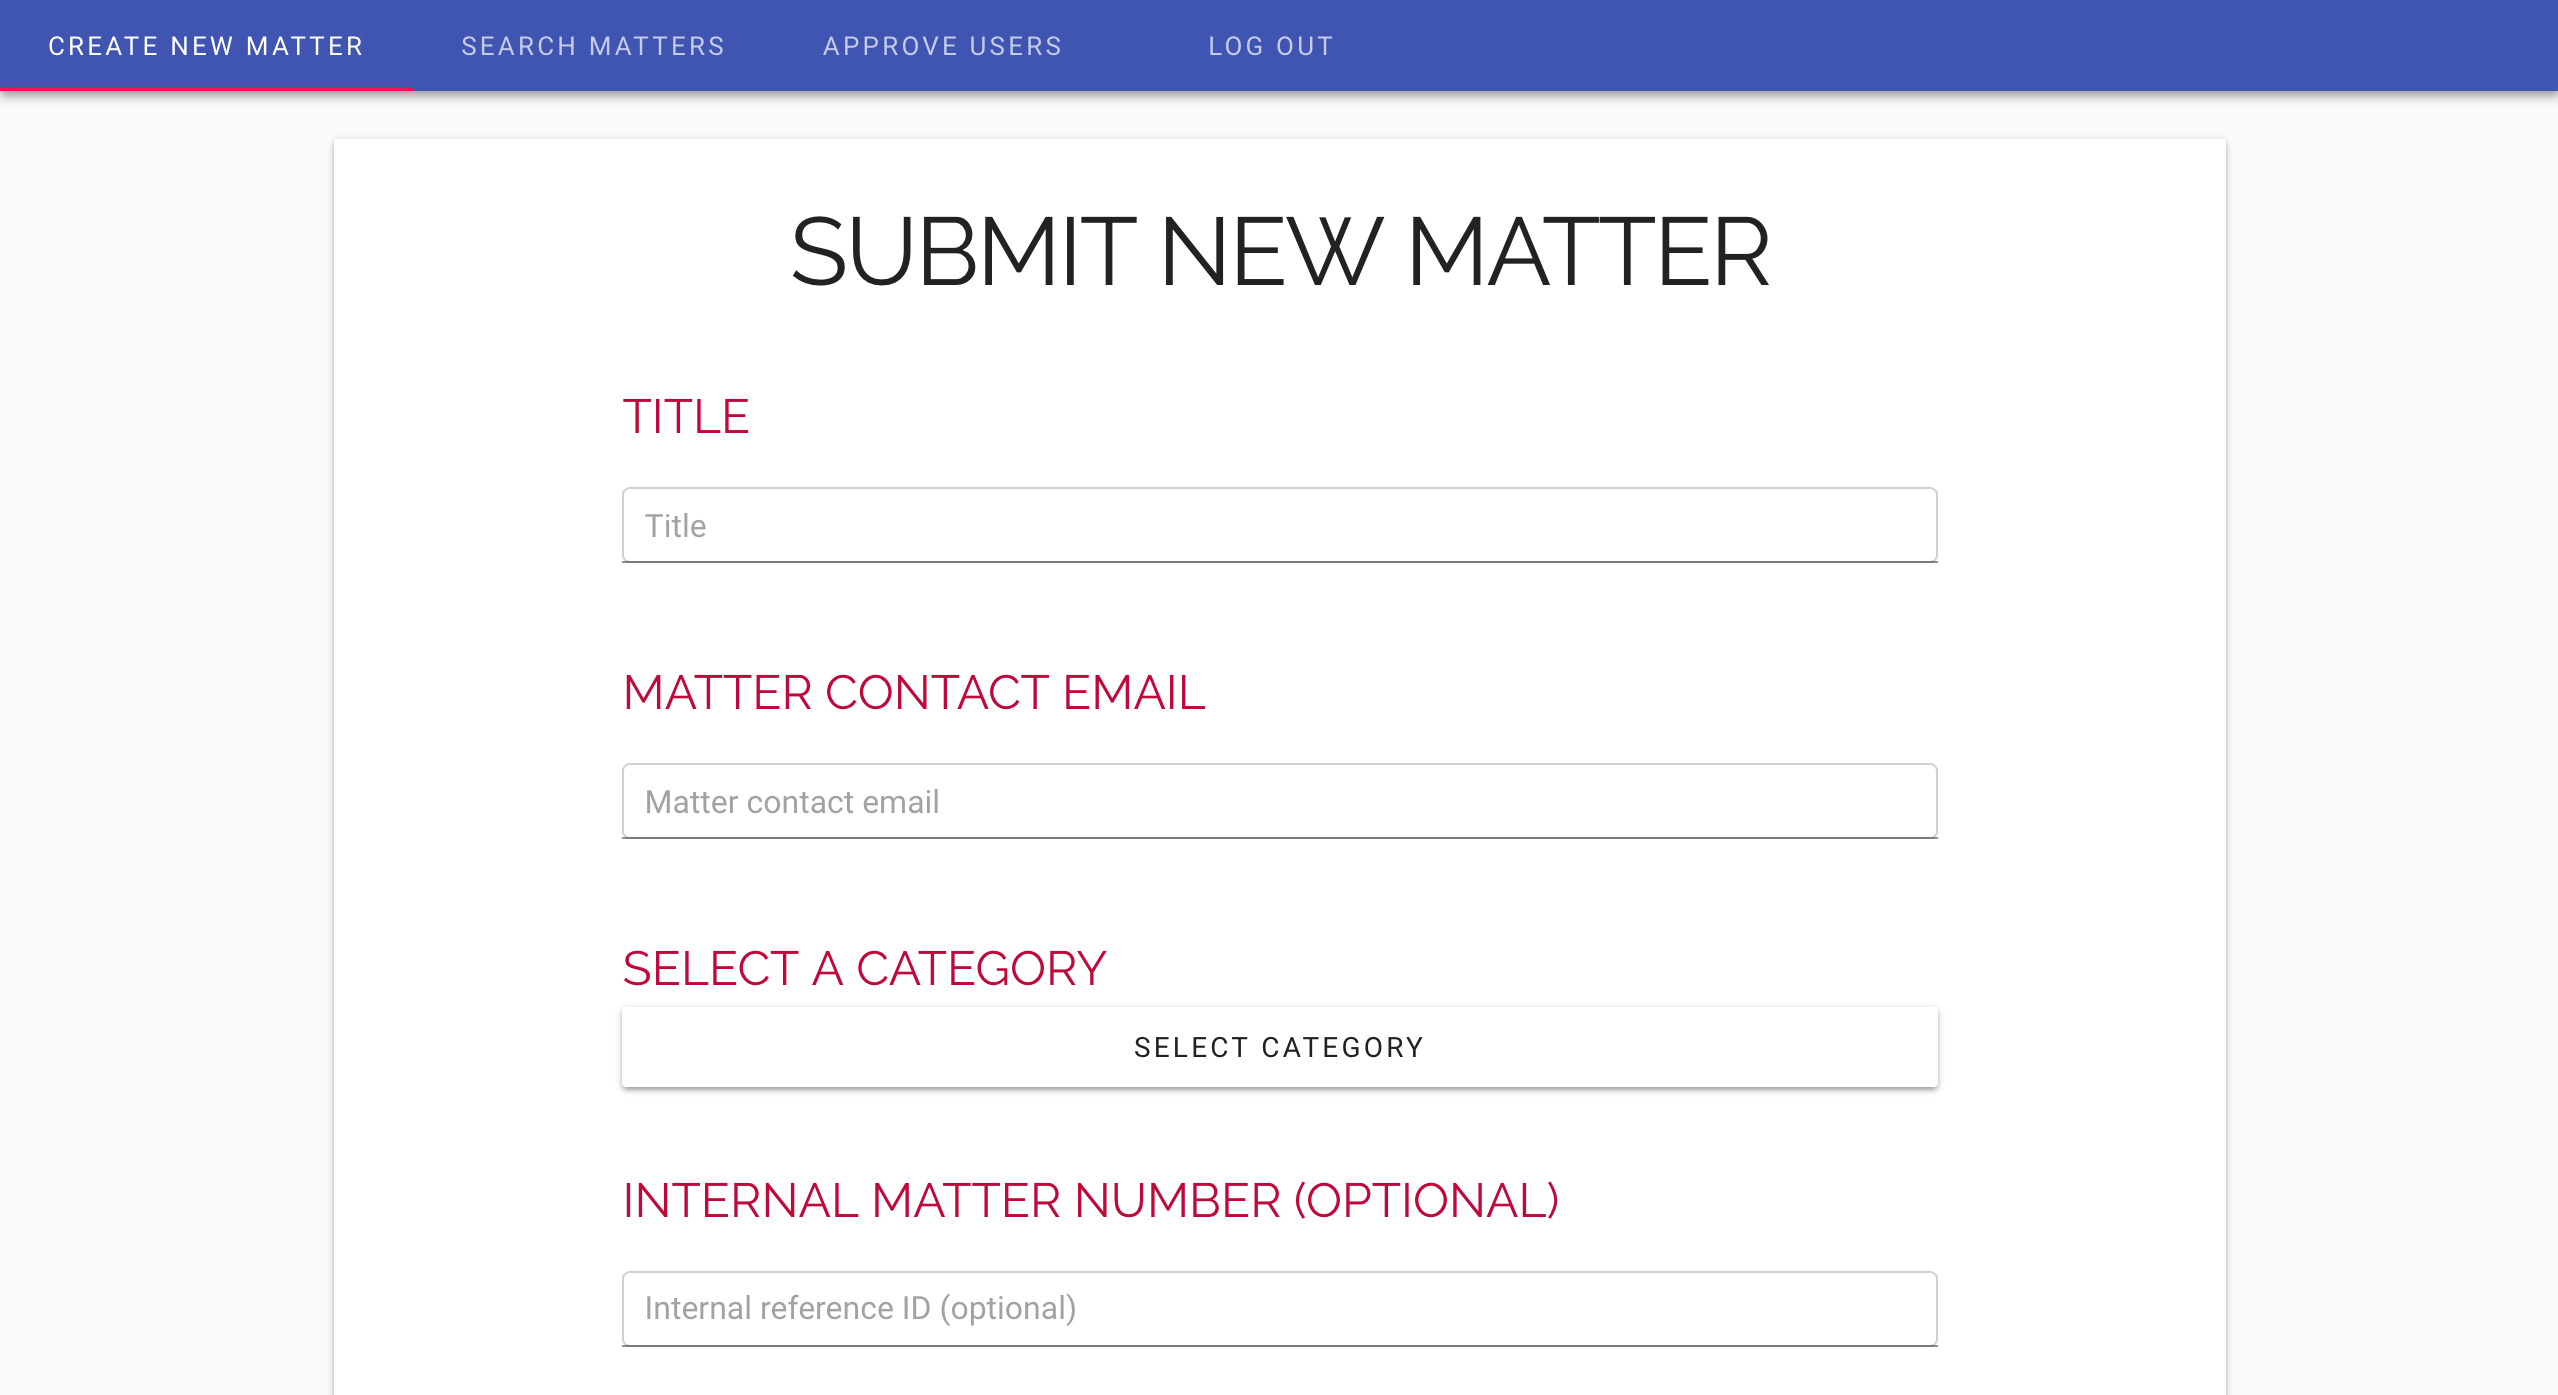 CREATE NEW MATTER SEARCH MATTERS APPROVE USERS LOG OUT
SUBMIT NEW MATTER
TITLE
Title
MATTER CONTACT EMAIL
Matter contact email
SELECT A CATEGORY
SELECT CATEGORY
INTERNAL MATTER NUMBER (OPTIONAL)
Internal reference ID (optional)